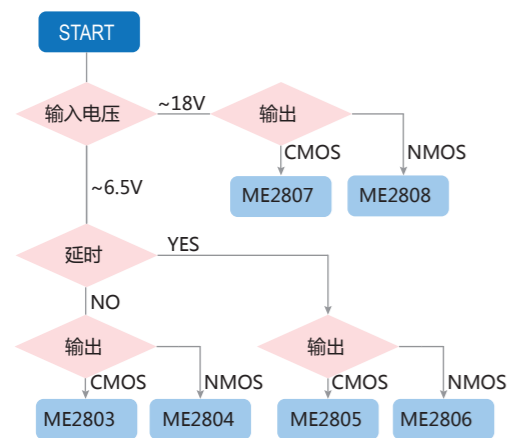 START
输入电压
~18V
输出
CMOS
NMOS
ME2807
ME2808
~6.5V
延时
YES
NO
输出
输出
CMOS
NMOS
CMOS
NMOS
ME2803
ME2804
ME2805
ME2806